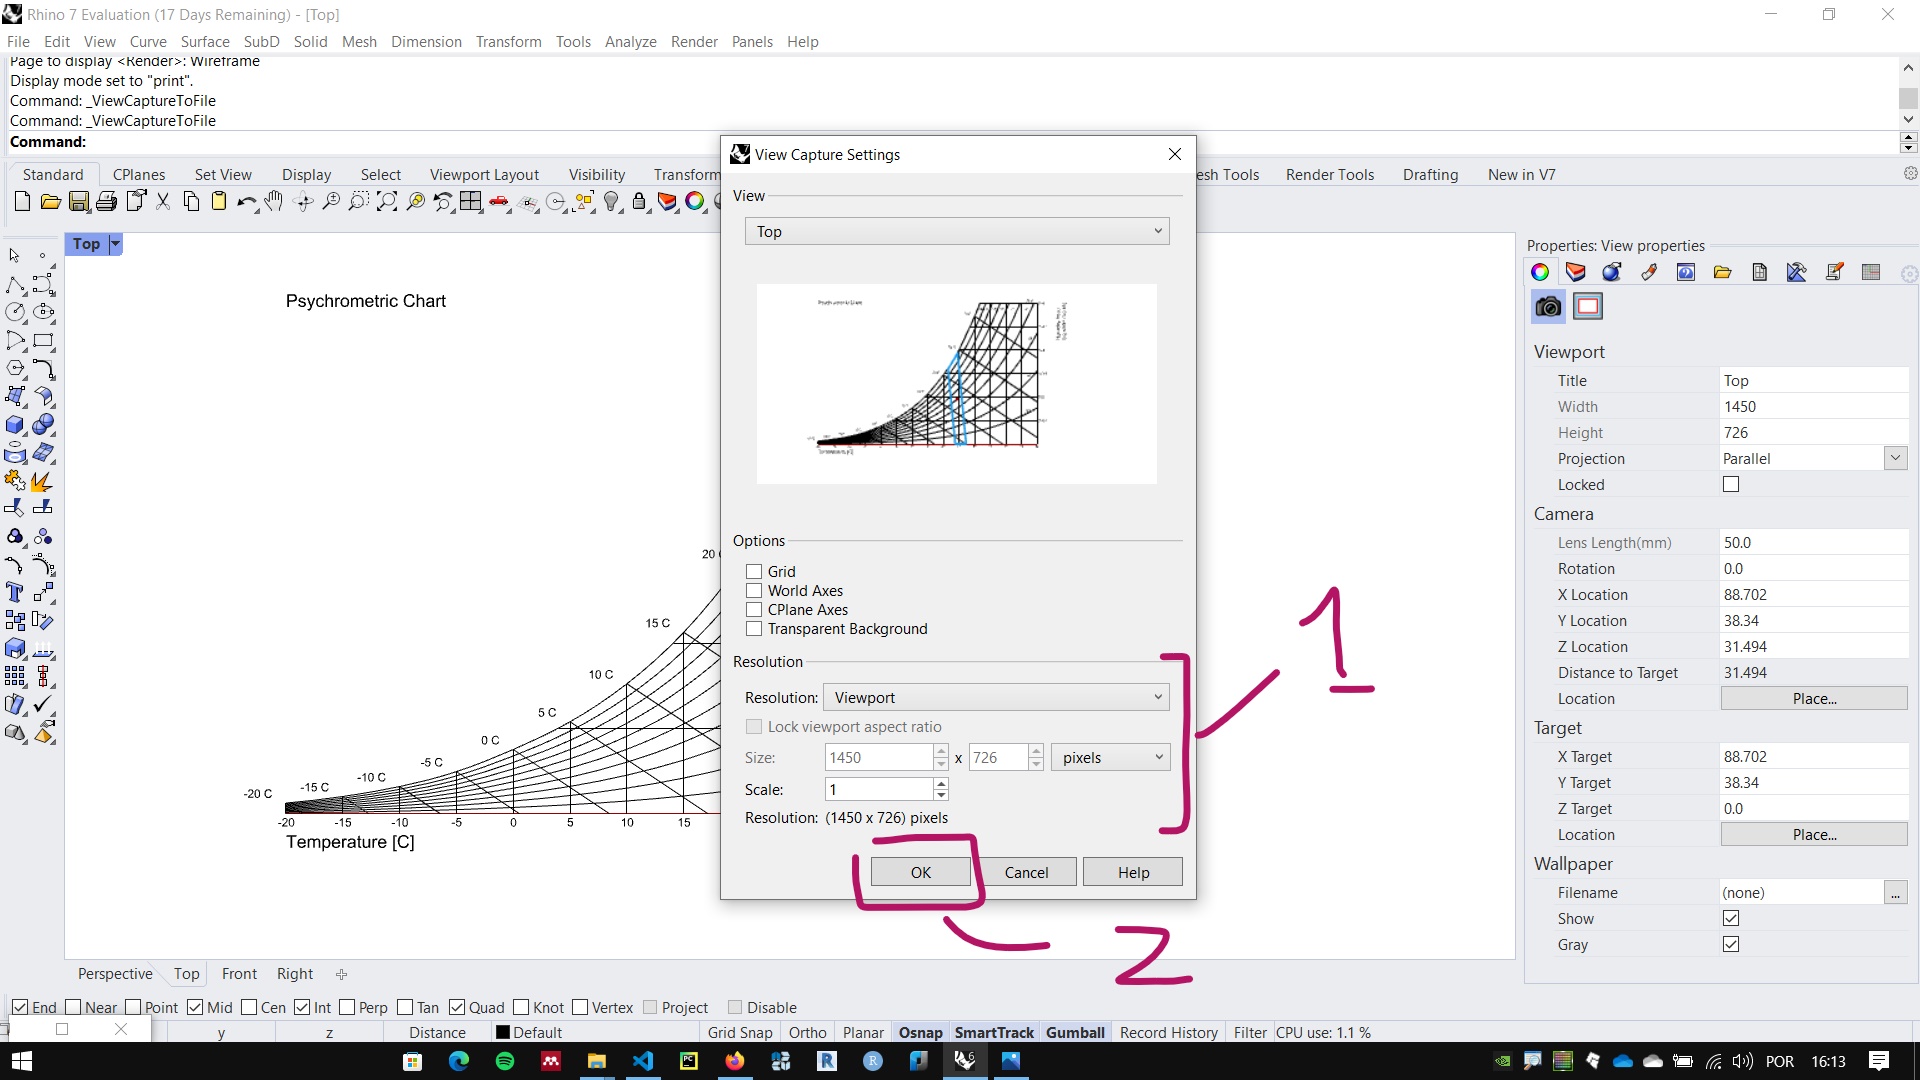 Rhino 7 Evaluation (17 Days Remaining) - [Top]
File Edit View Curve Surface SubD Solid Mesh Dimension Transform Tools Analyze Render Panels Help
Page to display <Render>: Wireframe
Display mode set to "print".
Command: _ViewCaptureToFile
Command: _ViewCaptureToFile
Command:
Standard CPlanes Set View Display Select Viewport Layout Visibility Transform esh Tools Render Tools Drafting New in V7
Top
Psychrometric Chart
20
15 C
10 C
5 C
0 C
-5 C
-10 C
-15 C
-20 C
-20 -15 -10 -5 0 5 10 15
Temperature [C]
View Capture Settings
View
Top
Options
Grid
World Axes
CPlane Axes
Transparent Background
Resolution
Resolution: Viewport
Lock viewport aspect ratio
Size: 1450 x 726 pixels
Scale: 1
Resolution: (1450 x 726) pixels
OK Cancel Help
1
2
Properties: View properties
Viewport
Title Top
Width 1450
Height 726
Projection Parallel
Locked
Camera
Lens Length(mm) 50.0
Rotation 0.0
X Location 88.702
Y Location 38.34
Z Location 31.494
Distance to Target 31.494
Location Place...
Target
X Target 88.702
Y Target 38.34
Z Target 0.0
Location Place...
Wallpaper
Filename (none) ...
Show
Gray
Perspective Top Front Right
End Near Point Mid Cen Int Perp Tan Quad Knot Vertex Project Disable
y z Distance Default Grid Snap Ortho Planar Osnap SmartTrack Gumball Record History Filter CPU use: 1.1 %
POR 16:13